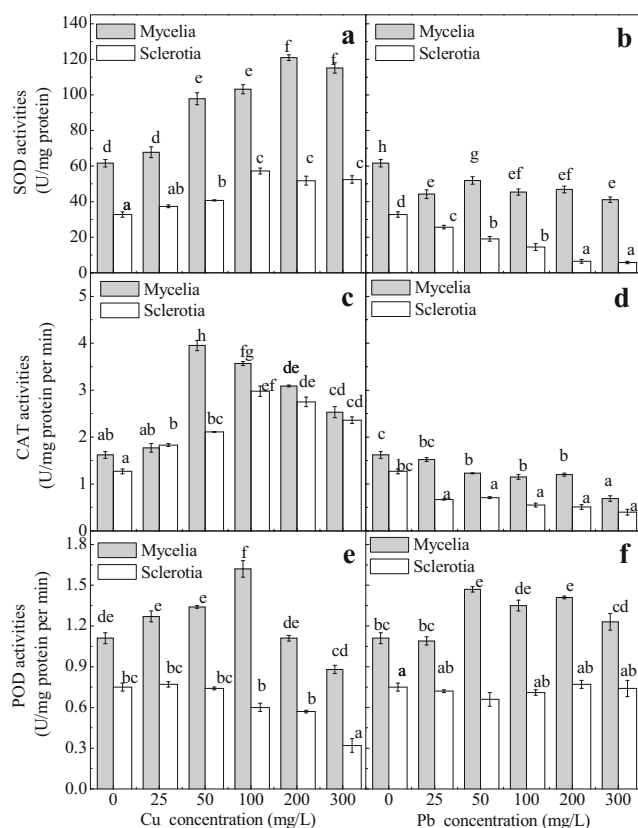 140
120
100
80
60
40
20
0
SOD activities
(U/mg protein)
Mycelia
Sclerotia
a
d
a
d
ab
e
b
e
c
f
c
f
c
Mycelia
Sclerotia
b
h
d
e
c
g
b
ef
b
ef
a
e
a
5
4
3
2
1
0
CAT activities
(U/mg protein per min)
Mycelia
Sclerotia
c
ab
a
ab
b
h
bc
fg
ef
de
de
cd
cd
Mycelia
Sclerotia
d
c
bc
bc
a
b
a
b
a
b
a
a
a
1.8
1.5
1.2
0.9
0.6
0.3
0.0
POD activities
(U/mg protein per min)
Mycelia
Sclerotia
e
de
bc
e
bc
e
bc
f
b
de
b
cd
a
Mycelia
Sclerotia
f
bc
a
bc
ab
e
a
de
ab
e
ab
cd
ab
0 25 50 100 200 300
Cu concentration (mg/L)
0 25 50 100 200 300
Pb concentration (mg/L)